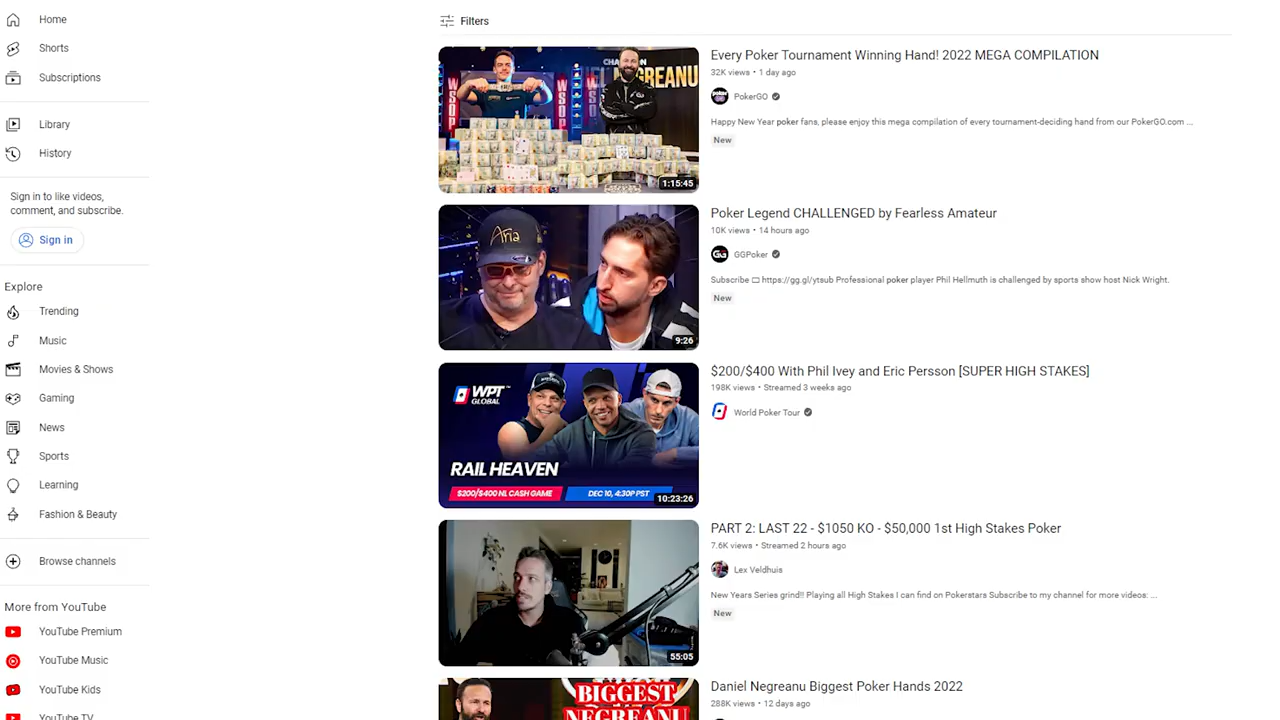 Home
Shorts
Subscriptions
Library
History
Sign in to like videos,
comment, and subscribe.
Sign in
Explore
Trending
Music
Movies & Shows
Gaming
News
Sports
Learning
Fashion & Beauty
Browse channels
More from YouTube
YouTube Premium
YouTube Music
YouTube Kids
YouTube TV
Filters
WSOP
WSOP
CHAMPION
NEGREANU
1:15:45
Every Poker Tournament Winning Hand! 2022 MEGA COMPILATION
32K views • 1 day ago
PokerGO
Happy New Year poker fans, please enjoy this mega compilation of every tournament-deciding hand from our PokerGO.com ...
New
Aria
9:26
Poker Legend CHALLENGED by Fearless Amateur
10K views • 14 hours ago
GG
GGPoker
Subscribe □ https://gg.gl/ytsub Professional poker player Phil Hellmuth is challenged by sports show host Nick Wright.
New
WPT
GLOBAL
RAIL HEAVEN
$200/$400 NL CASH GAME
DEC 10, 4:30P PST
10:23:26
$200/$400 With Phil Ivey and Eric Persson [SUPER HIGH STAKES]
198K views • Streamed 3 weeks ago
World Poker Tour
55:05
PART 2: LAST 22 - $1050 KO - $50,000 1st High Stakes Poker
7.6K views • Streamed 2 hours ago
Lex Veldhuis
New Years Series grind!! Playing all High Stakes I can find on Pokerstars Subscribe to my channel for more videos: ...
New
BIGGEST
NEGREANU
Daniel Negreanu Biggest Poker Hands 2022
288K views • 12 days ago